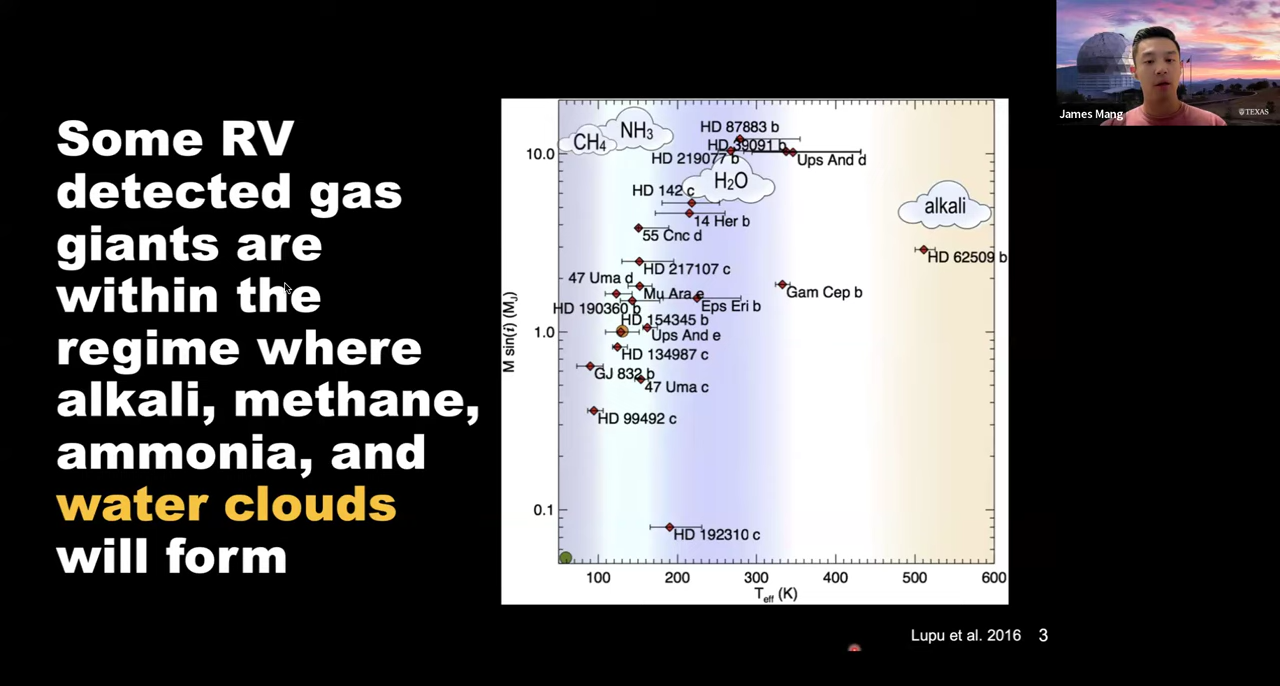 Some RV
detected gas
giants are
within the
regime where
alkali, methane,
ammonia, and
water clouds
will form
CH₄
NH₃
HD 87883 b
HD 39091 b
HD 219077 b
Ups And d
H₂O
HD 142 c
14 Her b
55 Cnc d
alkali
HD 62509 b
HD 217107 c
47 Uma d
Mu Ara e
Gam Cep b
HD 190360 b
Eps Eri b
HD 154345 b
Ups And e
HD 134987 c
GJ 832 b
47 Uma c
HD 99492 c
HD 192310 c
10.0
1.0
0.1
M sin(i) (MJ)
100 200 300 400 500 600
Teff (K)
Lupu et al. 2016 3
James Mang
TEXAS